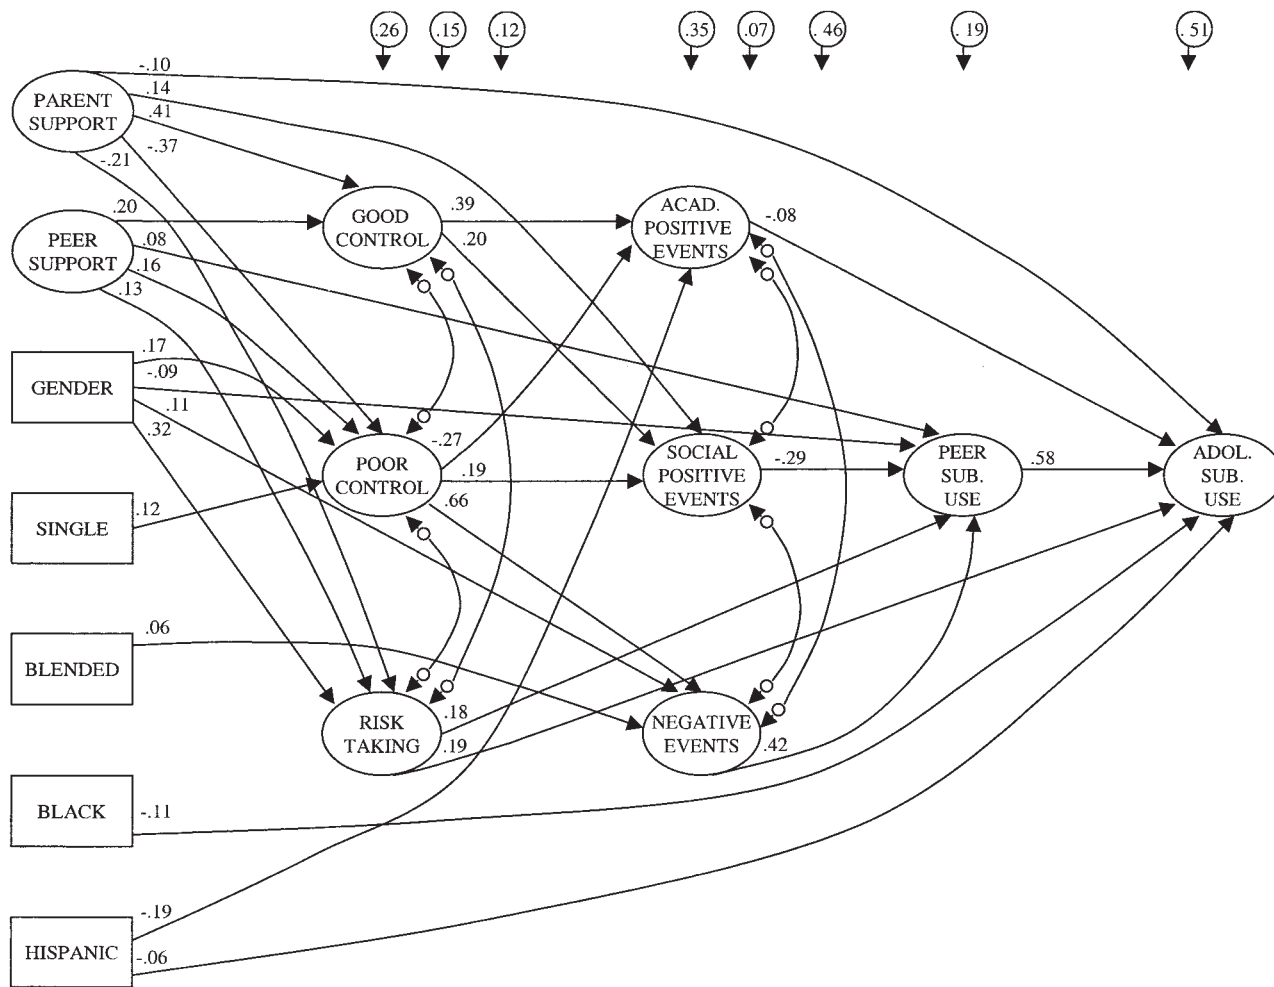 .26 .15 .12 .35 .07 .46 .19 .51
-.10
.14
.41
-.37
-.21
PARENT
SUPPORT
.20
.08
.16
.13
PEER
SUPPORT
GOOD
CONTROL
.39
.20
ACAD.
POSITIVE
EVENTS
-.08
.17
-.09
.11
.32
GENDER
POOR
CONTROL
-.27
.19
.66
SOCIAL
POSITIVE
EVENTS
-.29
PEER
SUB.
USE
.58
ADOL.
SUB.
USE
SINGLE
.12
BLENDED
.06
RISK
TAKING
.18
.19
NEGATIVE
EVENTS
.42
BLACK
-.11
HISPANIC
-.19
-.06